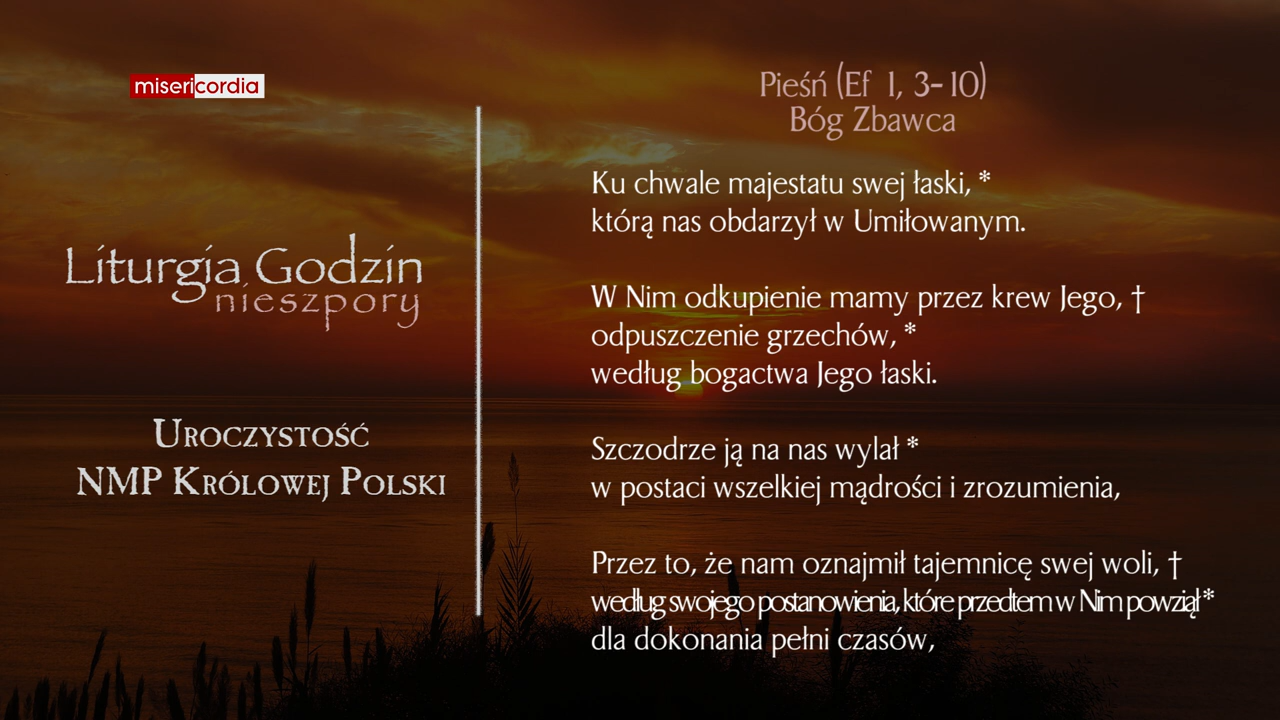 misericordia
Liturgia Godzin
nieszpory
Uroczystość
NMP Królowej Polski
Pieśń (Ef 1, 3-10)
Bóg Zbawca
Ku chwale majestatu swej łaski, *
którą nas obdarzył w Umiłowanym.
W Nim odkupienie mamy przez krew Jego, †
odpuszczenie grzechów, *
według bogactwa Jego łaski.
Szczodrze ją na nas wylał *
w postaci wszelkiej mądrości i zrozumienia,
Przez to, że nam oznajmił tajemnicę swej woli, †
według swojego postanowienia, które przedtem w Nim powziął *
dla dokonania pełni czasów,